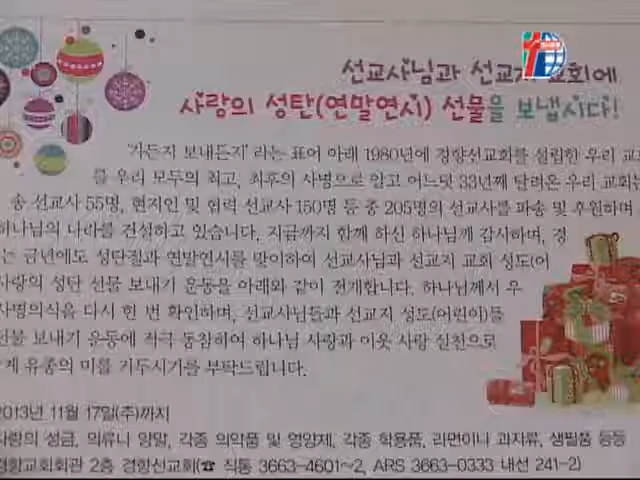 선교사님과 선교지 교회에
사랑의 성탄(연말연시) 선물을 보냅시다!
'가든지 보내든지' 라는 표어 아래 1980년에 경향선교회를 설립한 우리
를 우리 모두의 최고, 최후의 사명으로 알고 어느덧 33년째 달려온 우리 교회는
송 선교사 55명, 현지인 및 협력 선교사 150명 등 총 205명의 선교사를 파송 및 후원하며
하나님의 나라를 건설하고 있습니다. 지금까지 함께 하신 하나님께 감사하며, 경
는 금년에도 성탄절과 연말연시를 맞이하여 선교사님과 선교지 교회 성도(어
사랑의 성탄 선물 보내기 운동을 아래와 같이 전개합니다. 하나님께서 우
사명의식을 다시 한 번 확인하며, 선교사님들과 선교지 성도(어린이)들
선물 보내기 운동에 적극 동참하여 하나님 사랑과 이웃 사랑 실천으로
게 유종의 미를 거두시기를 부탁드립니다.
2013년 11월 17일(주)까지
사랑의 성금, 의류나 양말, 각종 의약품 및 영양제, 각종 학용품, 라면이나 과자류, 생필품 등등
경향교회회관 2층 경향선교회(☎ 직통 3663-4601~2, ARS 3663-0333 내선 241-2)